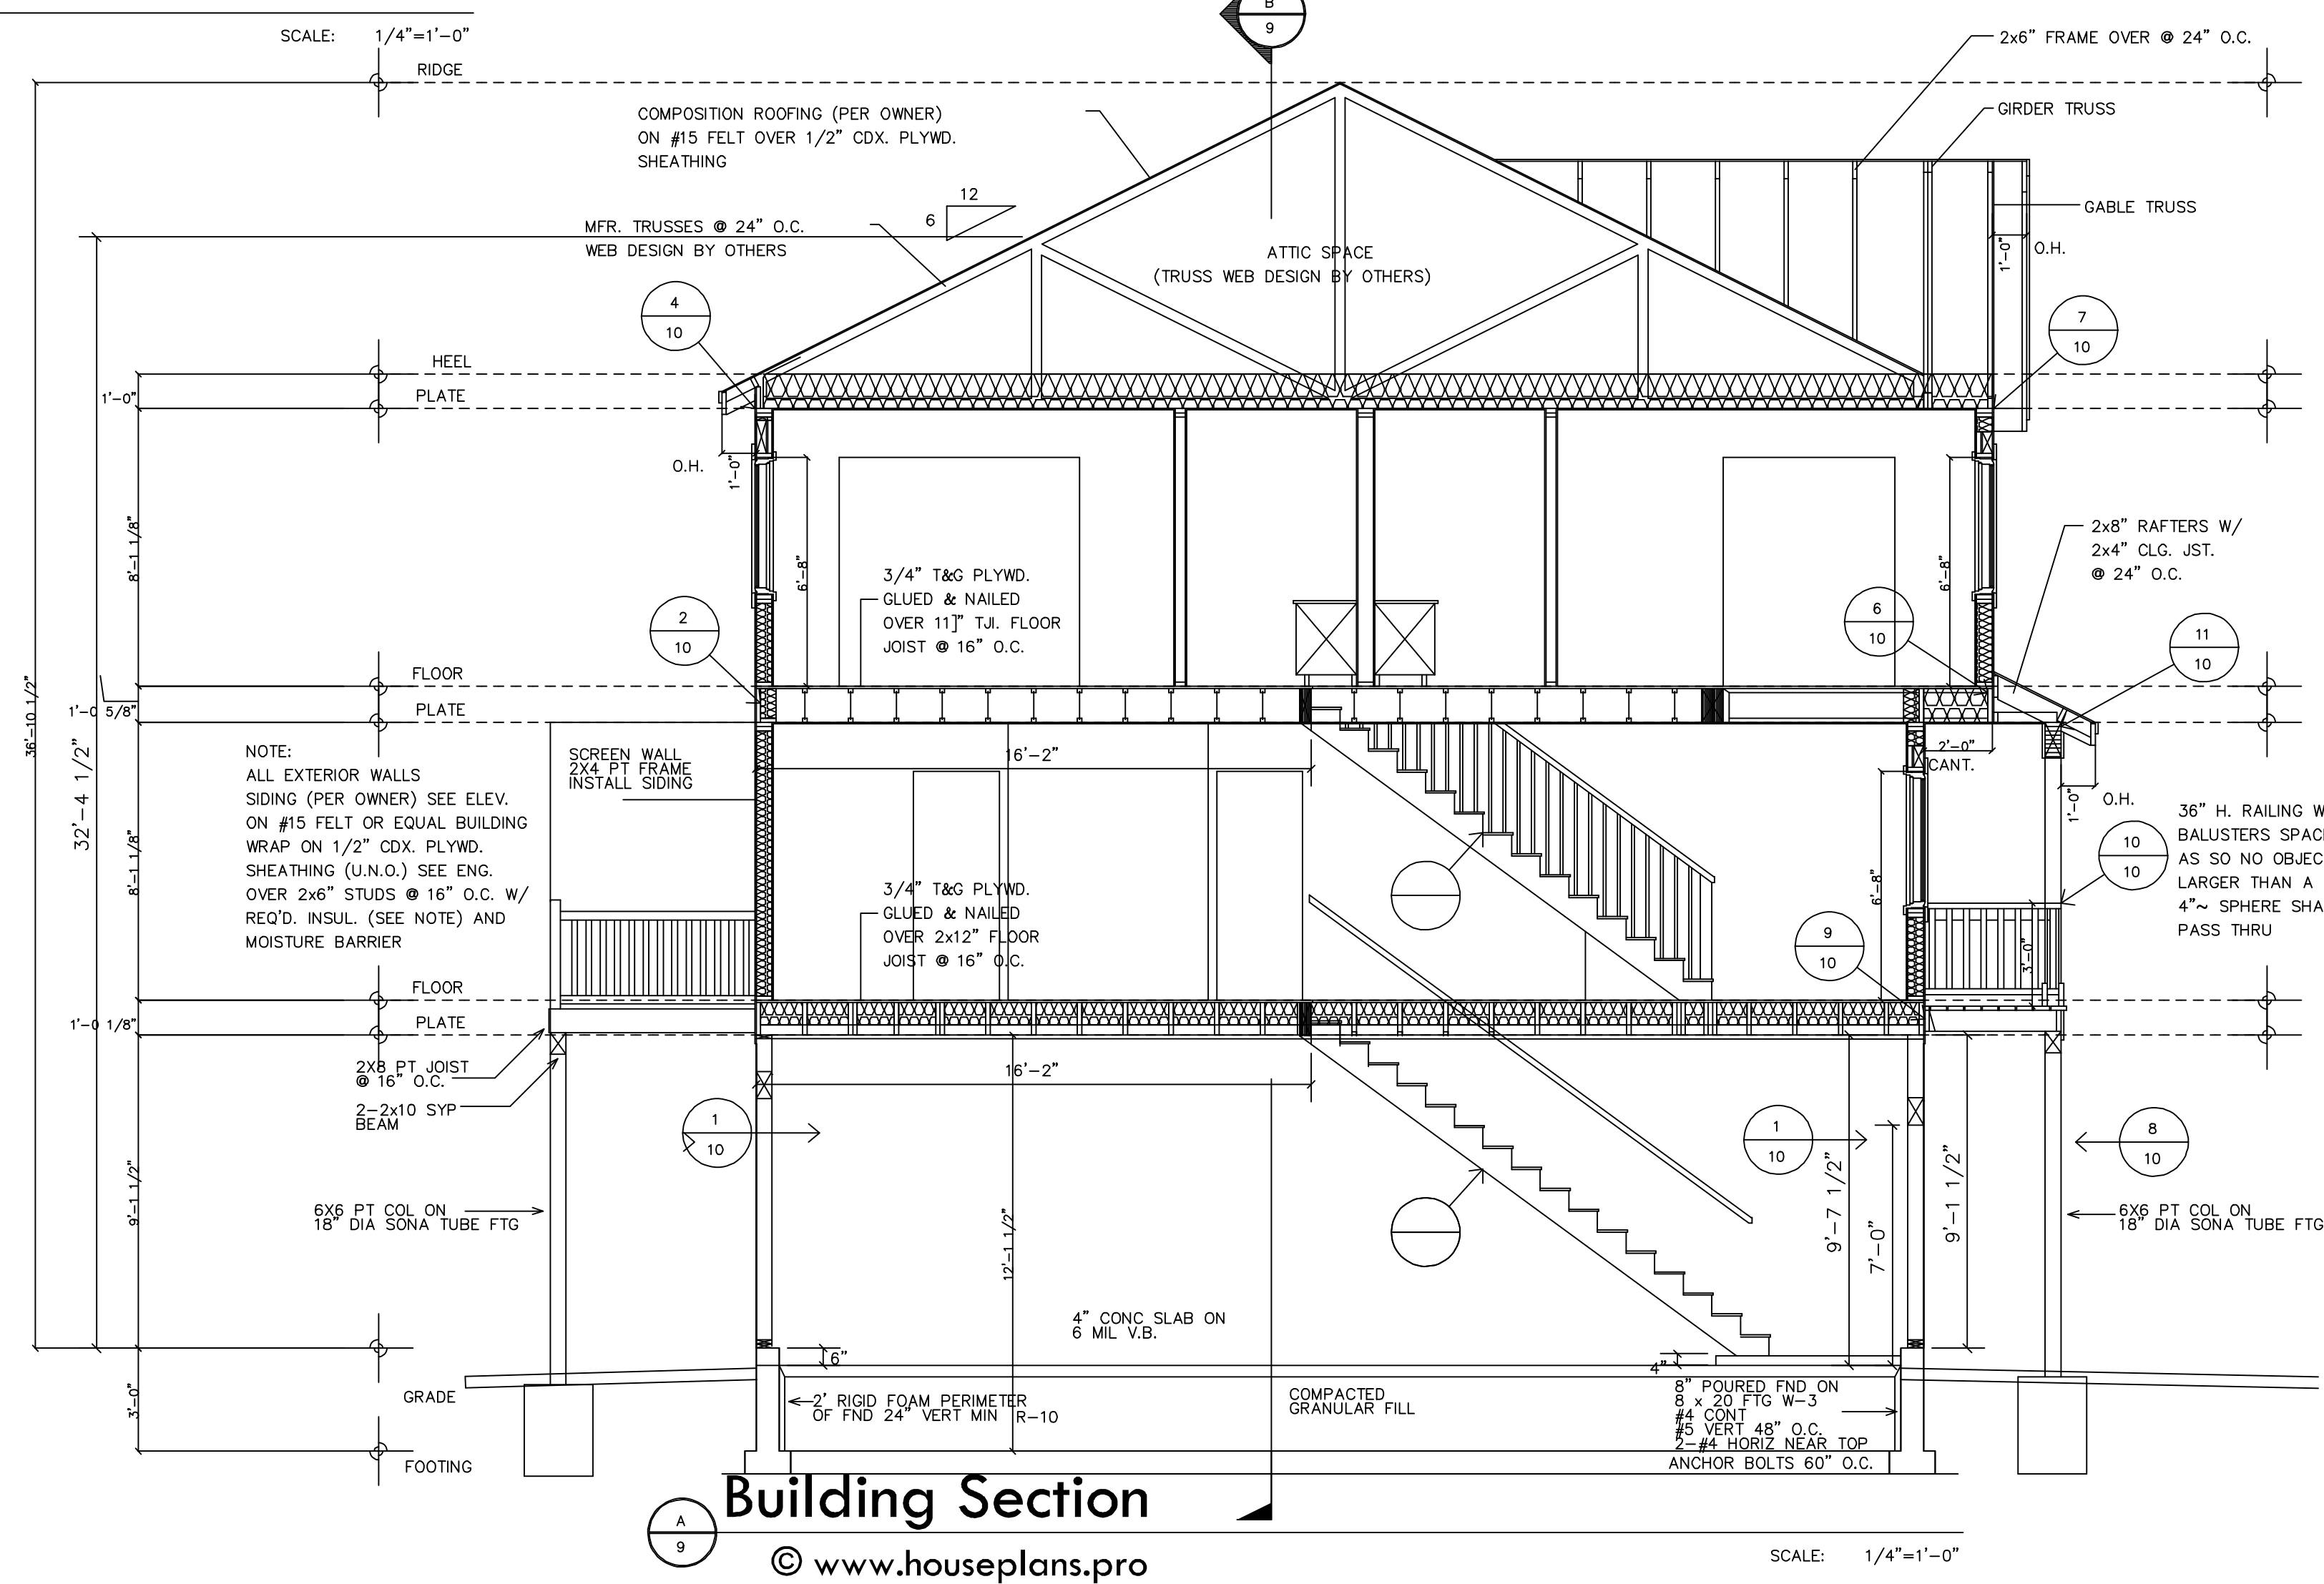 SCALE: 1/4"=1'-0"
B
9
RIDGE
2x6" FRAME OVER @ 24" O.C.
GIRDER TRUSS
COMPOSITION ROOFING (PER OWNER)
ON #15 FELT OVER 1/2" CDX. PLYWD.
SHEATHING
12
6
MFR. TRUSSES @ 24" O.C.
WEB DESIGN BY OTHERS
ATTIC SPACE
(TRUSS WEB DESIGN BY OTHERS)
GABLE TRUSS
1'-0"
O.H.
4
10
7
10
HEEL
PLATE
1'-0"
O.H.
1'-0"
8'-1 1/8"
6'-8"
6'-8"
3/4" T&G PLYWD.
GLUED & NAILED
OVER 11]" TJI. FLOOR
JOIST @ 16" O.C.
2x8" RAFTERS W/
2x4" CLG. JST.
@ 24" O.C.
2
10
6
10
11
10
FLOOR
PLATE
1'-0 5/8"
36'-10 1/2"
32'-4 1/2"
NOTE:
ALL EXTERIOR WALLS
SIDING (PER OWNER) SEE ELEV.
ON #15 FELT OR EQUAL BUILDING
WRAP ON 1/2" CDX. PLYWD.
SHEATHING (U.N.O.) SEE ENG.
OVER 2x6" STUDS @ 16" O.C. W/
REQ'D. INSUL. (SEE NOTE) AND
MOISTURE BARRIER
8'-1 1/8"
SCREEN WALL
2X4 PT FRAME
INSTALL SIDING
16'-2"
2'-0"
CANT.
1'-0"
O.H.
36" H. RAILING
BALUSTERS
AS SO NO
LARGER THAN A
4"~ SPHERE
PASS THRU
10
10
6'-8"
3'-0"
3/4" T&G PLYWD.
GLUED & NAILED
OVER 2x12" FLOOR
JOIST @ 16" O.C.
9
10
FLOOR
PLATE
1'-0 1/8"
2X8 PT JOIST
@ 16" O.C.
2-2x10 SYP
BEAM
16'-2"
1
10
1
10
8
10
9'-1 1/2"
6X6 PT COL ON
18" DIA SONA TUBE FTG
12'-1 1/2"
9'-7 1/2"
7'-0"
9'-1 1/2"
6X6 PT COL ON
18" DIA SONA TUBE FTG
4" CONC SLAB ON
6 MIL V.B.
6"
4"
GRADE
3'-0"
2' RIGID FOAM PERIMETER
OF FND 24" VERT MIN R-10
COMPACTED
GRANULAR FILL
8" POURED FND ON
8 x 20 FTG W-3
#4 CONT
#5 VERT 48" O.C.
2-#4 HORIZ NEAR TOP
ANCHOR BOLTS 60" O.C.
FOOTING
Building Section
A
9
© www.houseplans.pro
SCALE: 1/4"=1'-0"